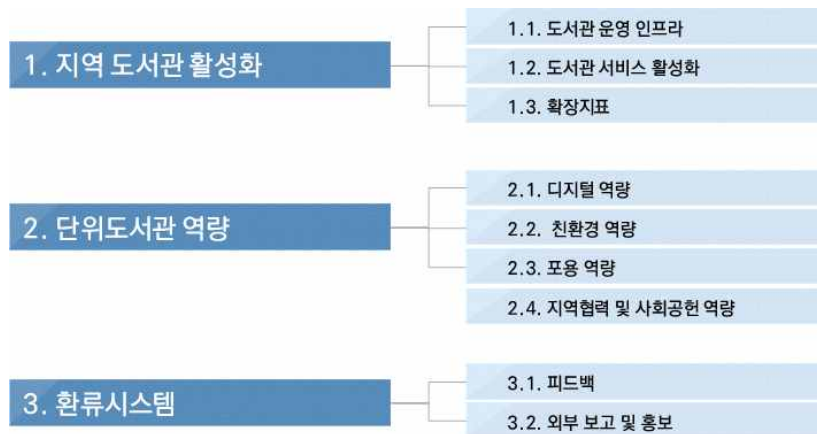 1. 지역 도서관 활성화
1.1. 도서관 운영 인프라
1.2. 도서관 서비스 활성화
1.3. 확장지표
2. 단위도서관 역량
2.1. 디지털 역량
2.2. 친환경 역량
2.3. 포용 역량
2.4. 지역협력 및 사회공헌 역량
3. 환류시스템
3.1. 피드백
3.2. 외부 보고 및 홍보